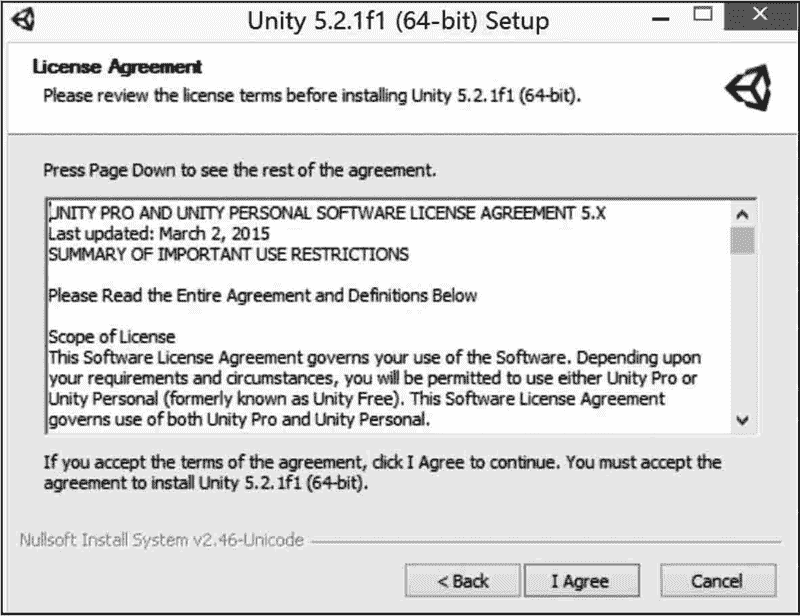 Unity 5.2.1f1 (64-bit) Setup
License Agreement
Please review the license terms before installing Unity 5.2.1f1 (64-bit).
Press Page Down to see the rest of the agreement.
UNITY PRO AND UNITY PERSONAL SOFTWARE LICENSE AGREEMENT 5.X
Last updated: March 2, 2015
SUMMARY OF IMPORTANT USE RESTRICTIONS
Please Read the Entire Agreement and Definitions Below
Scope of License
This Software License Agreement governs your use of the Software. Depending upon
your requirements and circumstances, you will be permitted to use either Unity Pro or
Unity Personal (formerly known as Unity Free). This Software License Agreement
governs use of both Unity Pro and Unity Personal.
If you accept the terms of the agreement, click I Agree to continue. You must accept the
agreement to install Unity 5.2.1f1 (64-bit).
Nullsoft Install System v2.46-Unicode
< Back
I Agree
Cancel